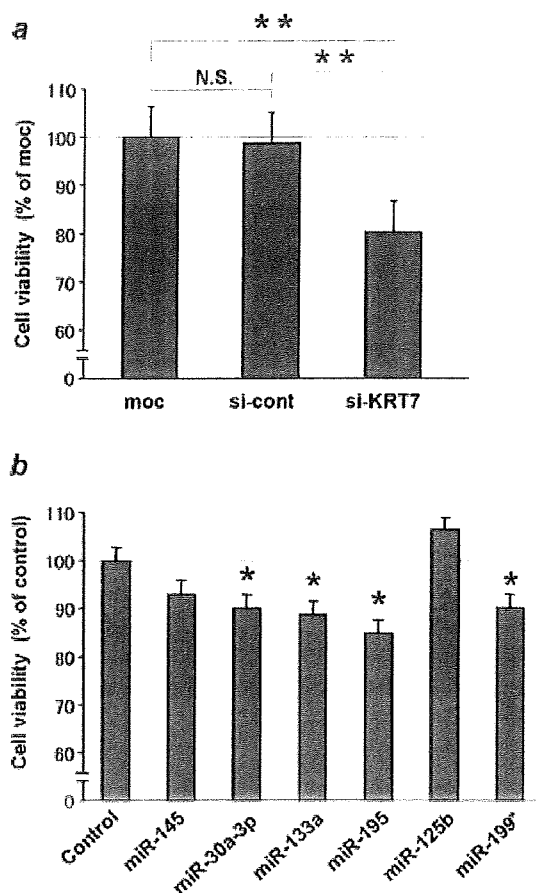 a
**
**
N.S.
Cell viability (% of moc)
110
100
90
80
70
60
0
moc si-cont si-KRT7
b
Cell viability (% of control)
110
100
90
80
70
60
0
* * * *
Control miR-145 miR-30a-3p miR-133a miR-195 miR-125b miR-199*